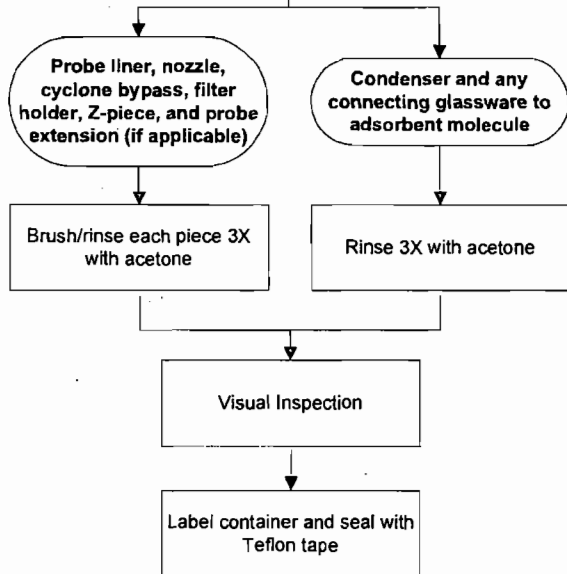 Probe liner, nozzle,
cyclone bypass, filter
holder, Z-piece, and probe
extension (if applicable)
Condenser and any
connecting glassware to
adsorbent molecule
Brush/rinse each piece 3X
with acetone
Rinse 3X with acetone
Visual Inspection
Label container and seal with
Teflon tape